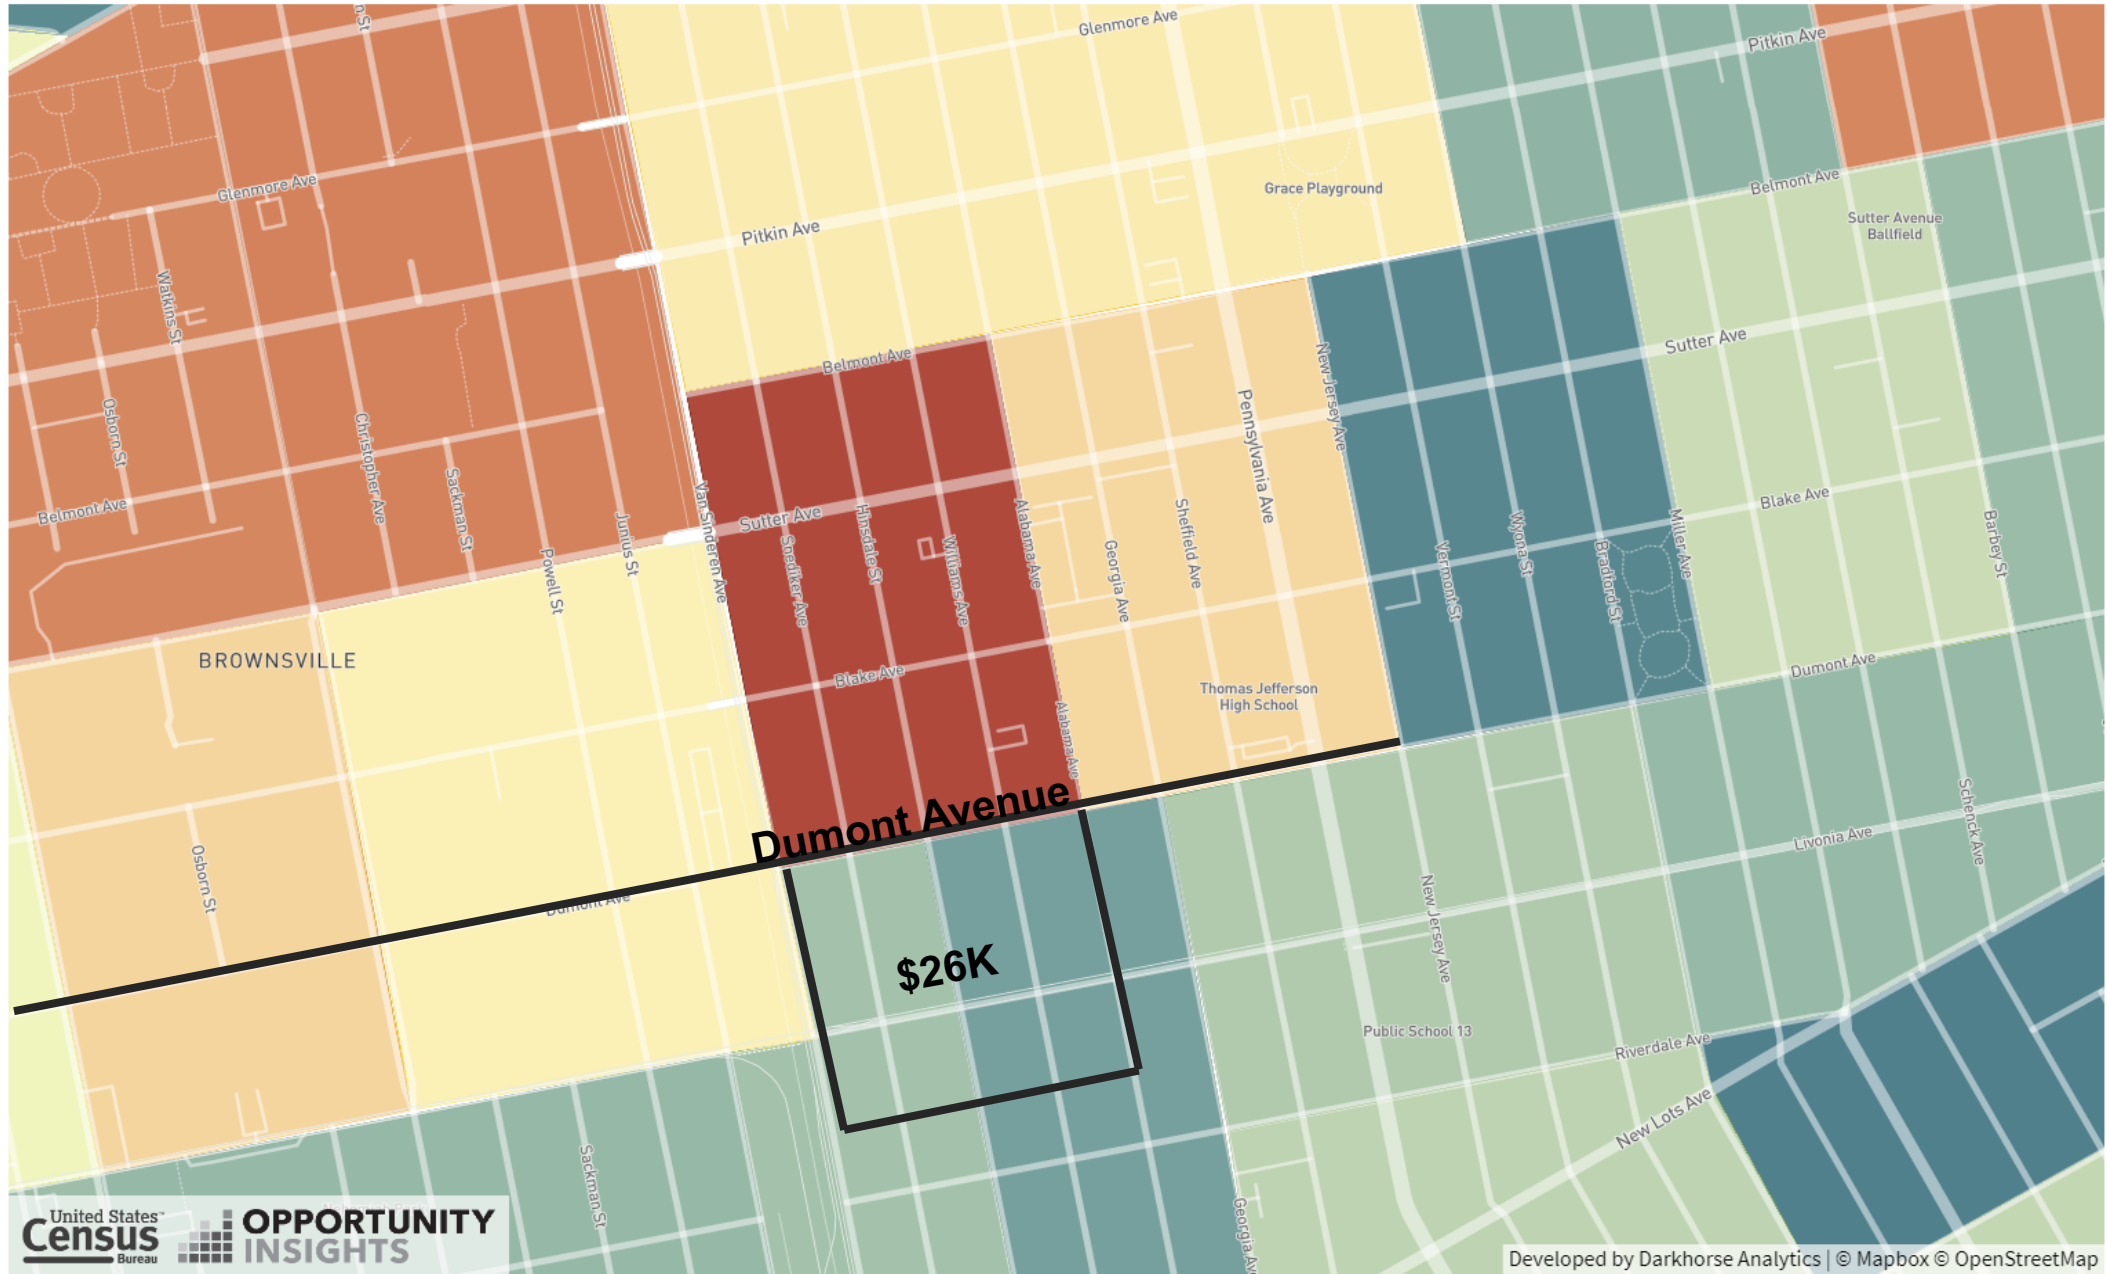 n St
Glenmore Ave
Pitkin Ave
Glenmore Ave
Grace Playground
Belmont Ave
Sutter Avenue
Ballfield
Pitkin Ave
Watkins St
Belmont Ave
Sutter Ave
New Jersey Ave
Pennsylvania Ave
Osborn St
Christopher Ave
Sackman St
Van Sinderen Ave
Sutter Ave
Hinsdale St
Alabama Ave
Sheffield Ave
Blake Ave
Belmont Ave
Junius St
Powell St
Snediker Ave
Williams Ave
Georgia Ave
Vermont St
Wyona St
Bradford St
Miller Ave
Barbey St
BROWNSVILLE
Blake Ave
Alabama Ave
Thomas Jefferson
High School
Dumont Ave
Dumont Avenue
Osborn St
Dumont Ave
$26K
New Jersey Ave
Livonia Ave
Schenck Ave
Public School 13
Riverdale Ave
New Lots Ave
Sackman St
Georgia Av
United States™
Census
Bureau
OPPORTUNITY
INSIGHTS
Developed by Darkhorse Analytics | © Mapbox © OpenStreetMap